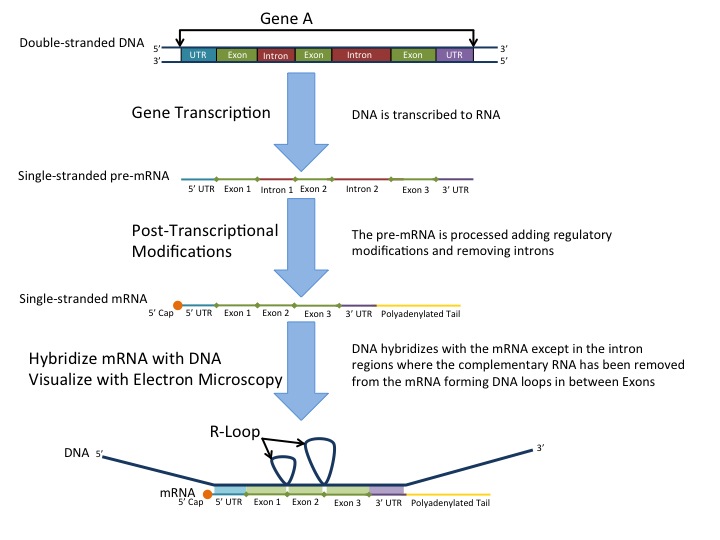 Gene A
Double-stranded DNA
5’ 3’
3’ 5’
UTR Exon Intron Exon Intron Exon UTR
Gene Transcription
DNA is transcribed to RNA
Single-stranded pre-mRNA
5’ UTR Exon 1 Intron 1 Exon 2 Intron 2 Exon 3 3’ UTR
Post-Transcriptional
Modifications
The pre-mRNA is processed adding regulatory
modifications and removing introns
Single-stranded mRNA
5’ Cap 5’ UTR Exon 1 Exon 2 Exon 3 3’ UTR Polyadenylated Tail
Hybridize mRNA with DNA
Visualize with Electron Microscopy
DNA hybridizes with the mRNA except in the intron
regions where the complementary RNA has been removed
from the mRNA forming DNA loops in between Exons
R-Loop
DNA 5’ 3’
mRNA
5’ Cap 5’ UTR Exon 1 Exon 2 Exon 3 3’ UTR Polyadenylated Tail